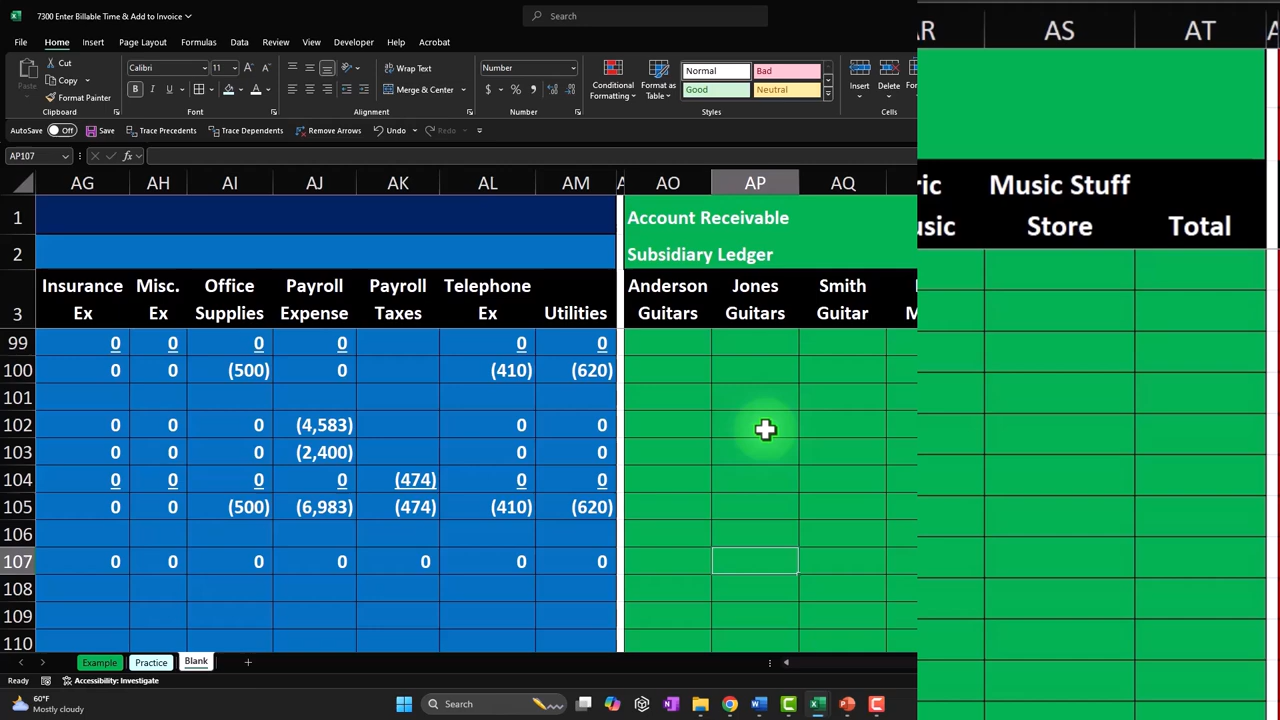 7300 Enter Billable Time & Add to Invoice
Search
File Home Insert Page Layout Formulas Data Review View Developer Help Acrobat
Cut
Copy
Format Painter
Paste
Clipboard
Calibri 11
B I U
Font
Wrap Text
Merge & Center
Alignment
Number
$ % ,
Number
Conditional Formatting
Format as Table
Normal Bad
Good Neutral
Styles
Insert Delete
Cells
AutoSave Off Save Trace Precedents Trace Dependents Remove Arrows Undo Redo
AP107 fx
AG AH AI AJ AK AL AM AO AP AQ
AS AT
1 Account Receivable
2 Subsidiary Ledger
Insurance Misc. Office Payroll Payroll Telephone Anderson Jones Smith
3 Ex Ex Supplies Expense Taxes Ex Utilities Guitars Guitars Guitar
Music Stuff
Store Total
99 0 0 0 0 0 0
100 0 0 (500) 0 (410) (620)
101
102 0 0 0 (4,583) 0 0
103 0 0 0 (2,400) 0 0
104 0 0 0 0 (474) 0 0
105 0 0 (500) (6,983) (474) (410) (620)
106
107 0 0 0 0 0 0 0
108
109
110
Example Practice Blank
Ready Accessibility: Investigate
60°F
Mostly cloudy
Search